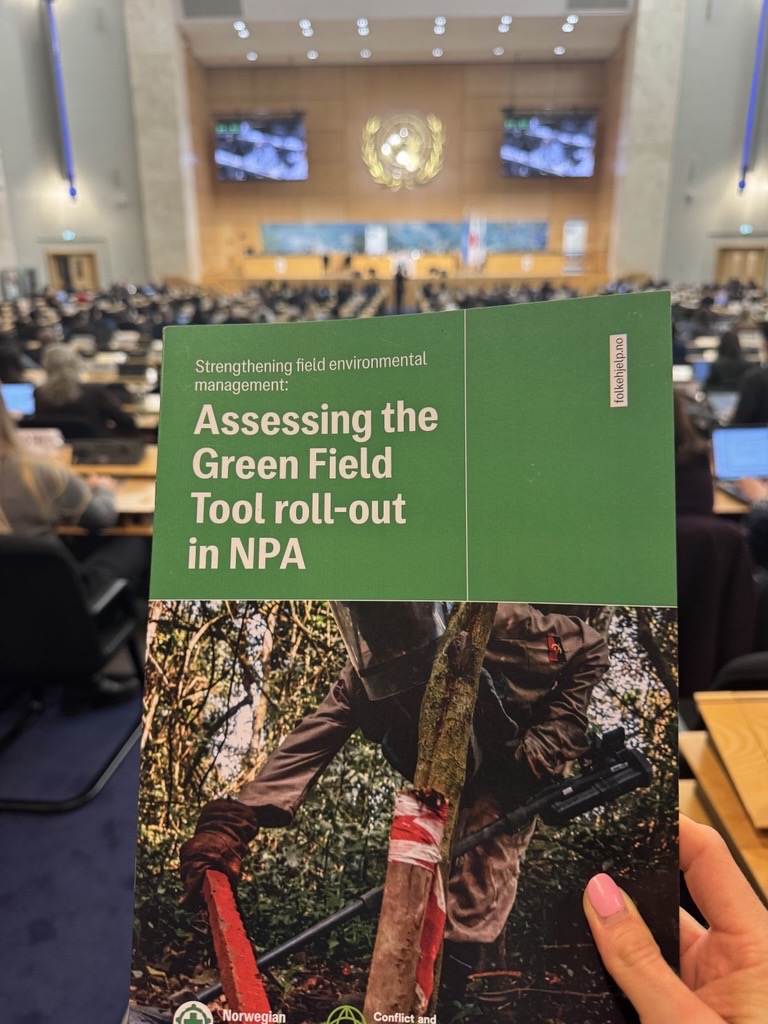 Strengthening field environmental
management:
Assessing the
Green Field
Tool roll-out
in NPA
folkehjelp.no
Norwegian
Conflict and